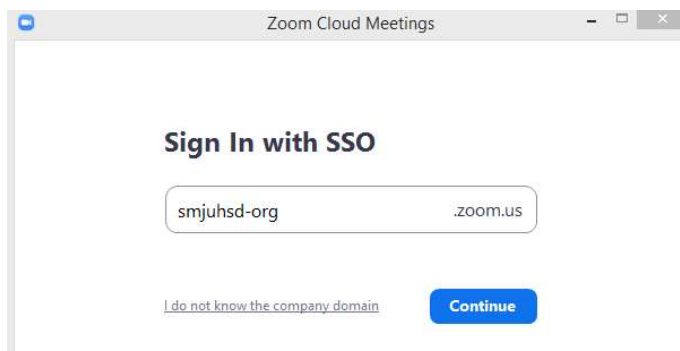 Zoom Cloud Meetings
Sign In with SSO
smjuhsd-org .zoom.us
I do not know the company domain Continue